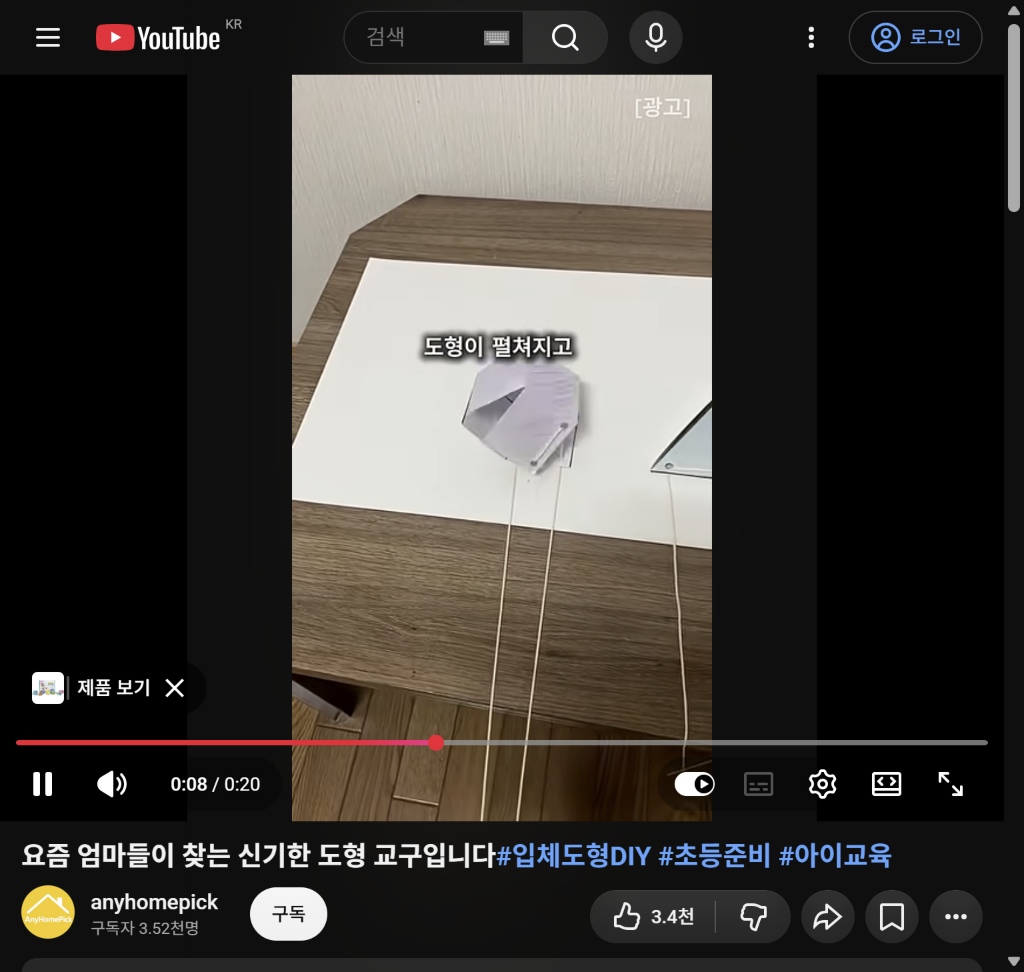 YouTube KR
검색
로그인
[광고]
도형이 펼쳐지고
제품 보기
0:08 / 0:20
요즘 엄마들이 찾는 신기한 도형 교구입니다#입체도형DIY #초등준비 #아이교육
AnyHomePick
anyhomepick
구독자 3.52천명
구독
3.4천